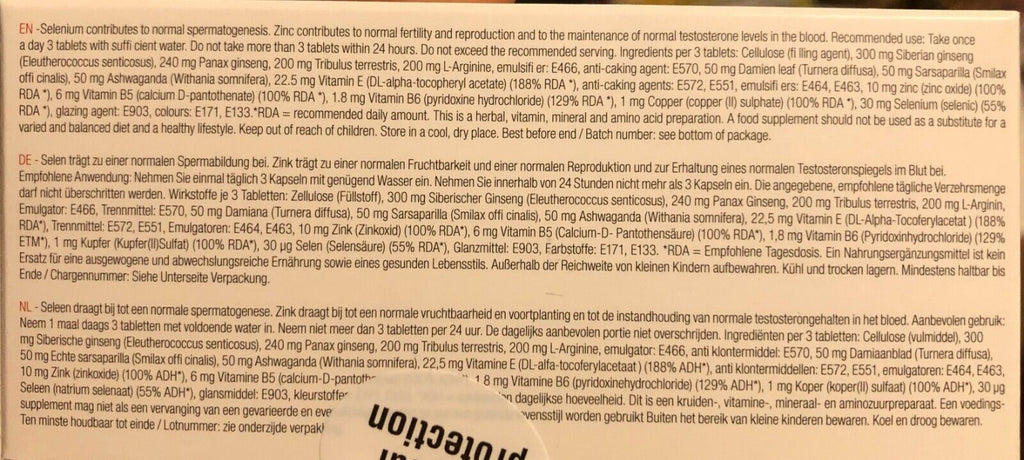 EN -Selenium contributes to normal spermatogenesis. Zinc contributes to normal fertility and reproduction and to the maintenance of normal testosterone levels in the blood. Recommended use: Take once
a day 3 tablets with suffi cient water. Do not take more than 3 tablets within 24 hours. Do not exceed the recommended serving. Ingredients per 3 tablets: Cellulose (fi lling agent), 300 mg Siberian ginseng
(Eleutherococcus senticosus), 240 mg Panax ginseng, 200 mg Tribulus terrestris, 200 mg L-Arginine, emulsifi er: E466, anti-caking agent: E570, 50 mg Damien leaf (Turnera diffusa), 50 mg Sarsaparilla (Smilax
offi cinalis), 50 mg Ashwaganda (Withania somnifera), 22.5 mg Vitamin E (DL-alpha-tocopheryl acetate) (188% RDA *), anti-caking agents: E572, E551, emulsifi ers: E464, E463, 10 mg zinc (zinc oxide) (100%
RDA *), 6 mg Vitamin B5 (calcium D-pantothenate) (100% RDA *), 1.8 mg Vitamin B6 (pyridoxine hydrochloride) (129% RDA *), 1 mg Copper (copper (II) sulphate) (100% RDA *), 30 mg Selenium (selenic) (55%
RDA *), glazing agent: E903, colours: E171, E133.*RDA = recommended daily amount. This is a herbal, vitamin, mineral and amino acid preparation. A food supplement should not be used as a substitute for a
varied and balanced diet and a healthy lifestyle. Keep out of reach of children. Store in a cool, dry place. Best before end / Batch number: see bottom of package.
DE - Selen trägt zu einer normalen Spermabildung bei. Zink trägt zu einer normalen Fruchtbarkeit und einer normalen Reproduktion und zur Erhaltung eines normalen Testosteronspiegels im Blut bei.
Empfohlene Anwendung: Nehmen Sie einmal täglich 3 Kapseln mit genügend Wasser ein. Nehmen Sie innerhalb von 24 Stunden nicht mehr als 3 Kapseln ein. Die angegebene, empfohlene tägliche Verzehrsmenge
darf nicht überschritten werden. Wirkstoffe je 3 Tabletten: Zellulose (Füllstoff), 300 mg Siberischer Ginseng (Eleutherococcus senticosus), 240 mg Panax Ginseng, 200 mg Tribulus terrestris, 200 mg L-Arginin,
Emulgator: E466, Trennmittel: E570, 50 mg Damiana (Turnera diffusa), 50 mg Sarsaparilla (Smilax offi cinalis), 50 mg Ashwaganda (Withania somnifera), 22,5 mg Vitamin E (DL-Alpha-Tocoferylacetat ) (188%
RDA*), Trennmittel: E572, E551, Emulgatoren: E464, E463, 10 mg Zink (Zinkoxid) (100% RDA*), 6 mg Vitamin B5 (Calcium-D- Pantothensäure) (100% RDA*), 1,8 mg Vitamin B6 (Pyridoxinhydrochloride) (129%
ETM*), 1 mg Kupfer (Kupfer(II)Sulfat) (100% RDA*), 30 µg Selen (Selensäure) (55% RDA*), Glanzmittel: E903, Farbstoffe: E171, E133. *RDA = Empfohlene Tagesdosis. Ein Nahrungsergänzungsmittel ist kein
Ersatz für eine ausgewogene und abwechslungsreiche Ernährung sowie eines gesunden Lebensstils. Außerhalb der Reichweite von kleinen Kindern aufbewahren. Kühl und trocken lagern. Mindestens haltbar bis
Ende / Chargennummer: Siehe Unterseite Verpackung.
NL - Seleen draagt bij tot een normale spermatogenese. Zink draagt bij tot een normale vruchtbaarheid en voortplanting en tot de instandhouding van normale testosterongehalten in het bloed. Aanbevolen gebruik:
Neem 1 maal daags 3 tabletten met voldoende water in. Neem niet meer dan 3 tabletten per 24 uur. De dagelijks aanbevolen portie niet overschrijden. Ingrediënten per 3 tabletten: Cellulose (vulmiddel), 300
mg Siberische ginseng (Eleutherococcus senticosus), 240 mg Panax ginseng, 200 mg Tribulus terrestris, 200 mg L-Arginine, emulgator: E466, anti klontermiddel: E570, 50 mg Damiaanblad (Turnera diffusa),
50 mg Echte sarsaparilla (Smilax offi cinalis), 50 mg Ashwaganda (Withania somnifera), 22,5 mg Vitamine E (DL-alfa-tocoferylacetaat ) (188% ADH*), anti klontermiddellen: E572, E551, emulgatoren: E464, E463,
10 mg Zink (zinkoxide) (100% ADH*), 6 mg Vitamine B5 (calcium-D-pantothe 1,8 mg Vitamine B6 (pyridoxinehydrochloride) (129% ADH*), 1 mg Koper (koper(II) sulfaat) (100% ADH*), 30 µg
Seleen (natrium selenaat) (55% ADH*), glansmiddel: E903, kleurstoffe n dagelijkse hoeveelheid. Dit is een kruiden-, vitamine-, mineraal- en aminozuurpreparaat. Een voedings-
supplement mag niet als een vervanging van een gevarieerde en eve vensstijl worden gebruikt Buiten het bereik van kleine kinderen bewaren. Koel en droog bewaren.
Ten minste houdbaar tot einde / Lotnummer: zie onderzijde verpak
protection